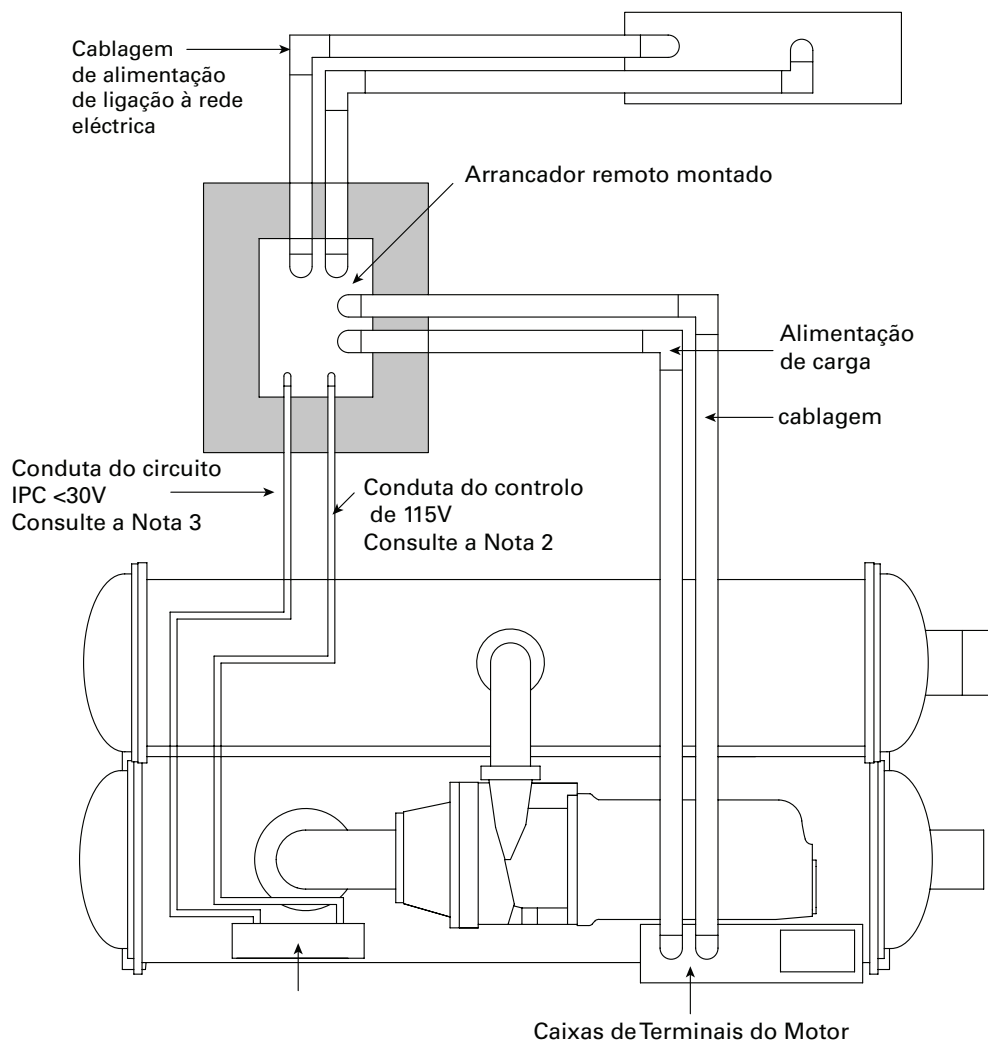 Cablagem
de alimentação
de ligação à rede
eléctrica
Arrancador remoto montado
Alimentação
de carga
cablagem
Conduta do circuito
IPC <30V
Consulte a Nota 3
Conduta do controlo
de 115V
Consulte a Nota 2
Caixas de Terminais do Motor